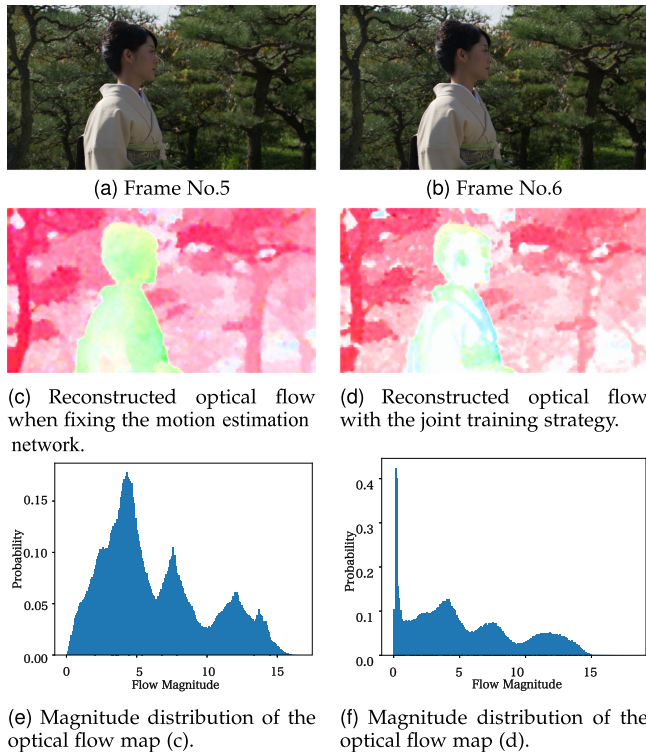 (a) Frame No.5
(b) Frame No.6
(c) Reconstructed optical flow
when fixing the motion estimation
network.
(d) Reconstructed optical flow
with the joint training strategy.
0.15
0.10
0.05
0.00
Probability
0
5
10
15
Flow Magnitude
0.4
0.3
0.2
0.1
0.0
Probability
0
5
10
15
Flow Magnitude
(e) Magnitude distribution of the
optical flow map (c).
(f) Magnitude distribution of the
optical flow map (d).